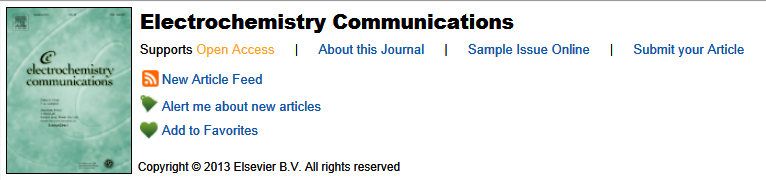 Electrochemistry Communications
Supports Open Access | About this Journal | Sample Issue Online | Submit your Article
electrochemistry
communications
New Article Feed
Alert me about new articles
Add to Favorites
Copyright © 2013 Elsevier B.V. All rights reserved